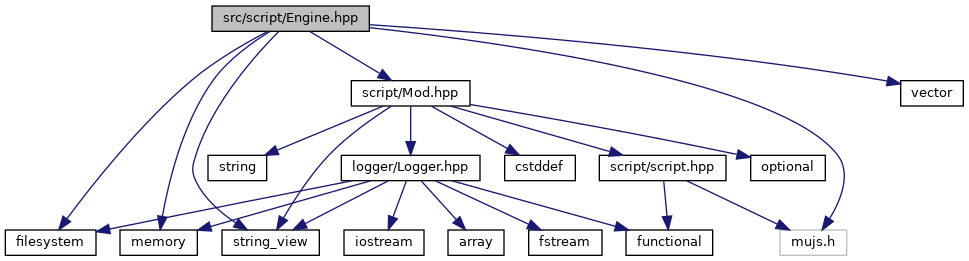 src/script/Engine.hpp
script/Mod.hpp
vector
string
logger/Logger.hpp
cstddef
script/script.hpp
optional
filesystem
memory
string_view
iostream
array
fstream
functional
mujs.h